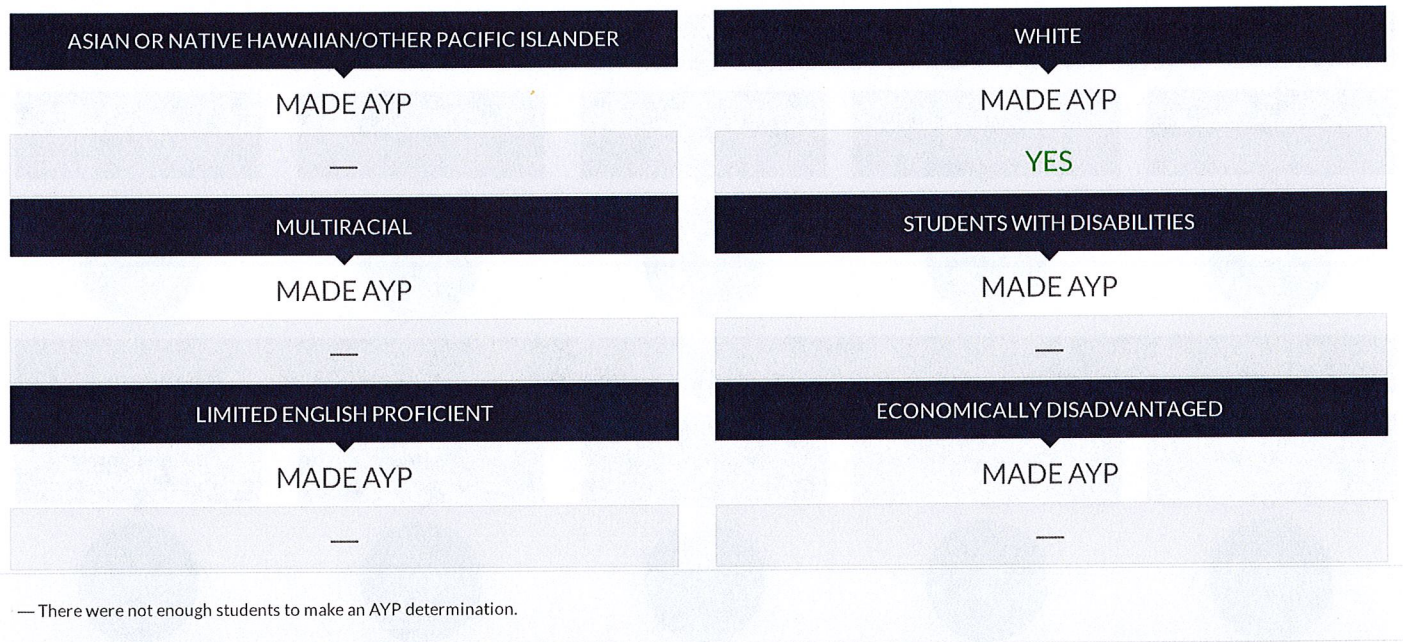 ASIAN OR NATIVE HAWAIIAN/OTHER PACIFIC ISLANDER
MADE AYP
—
WHITE
MADE AYP
YES
MULTIRACIAL
MADE AYP
—
STUDENTS WITH DISABILITIES
MADE AYP
—
LIMITED ENGLISH PROFICIENT
MADE AYP
—
ECONOMICALLY DISADVANTAGED
MADE AYP
—
— There were not enough students to make an AYP determination.